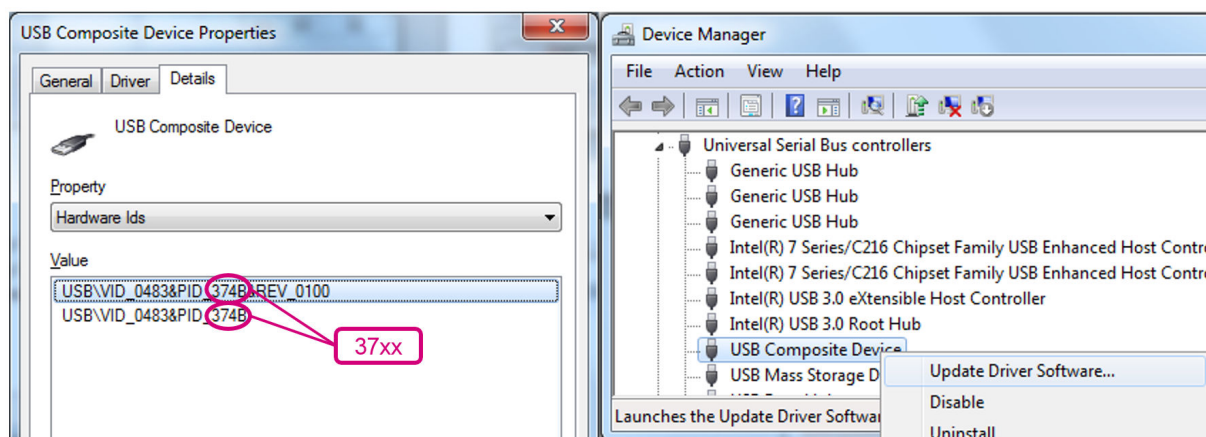 USB Composite Device Properties
General Driver Details
USB Composite Device
Property
Hardware Ids
Value
USB\VID_0483&PID_374B&REV_0100
USB\VID_0483&PID_374B
37xx
Device Manager
File Action View Help
Universal Serial Bus controllers
Generic USB Hub
Generic USB Hub
Generic USB Hub
Intel(R) 7 Series/C216 Chipset Family USB Enhanced Host Contro
Intel(R) 7 Series/C216 Chipset Family USB Enhanced Host Contro
Intel(R) USB 3.0 eXtensible Host Controller
Intel(R) USB 3.0 Root Hub
USB Composite Device
USB Mass Storage D
Launches the Update Driver Softwar
Update Driver Software...
Disable
Uninstall